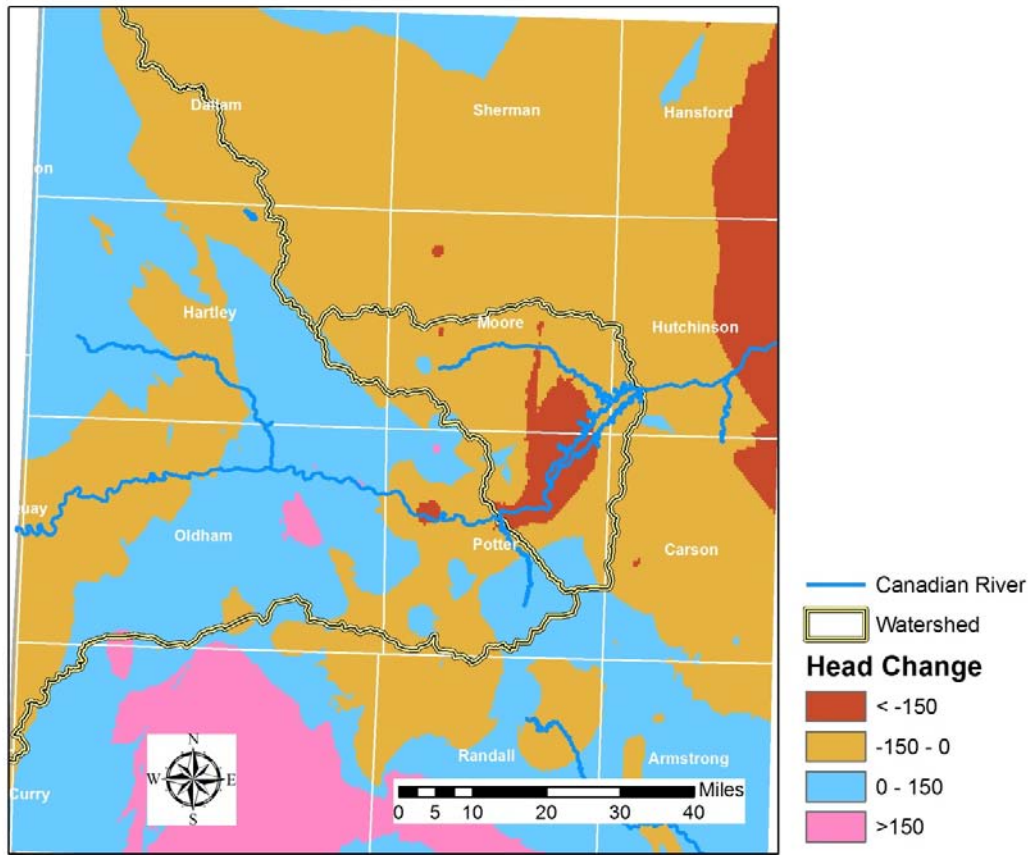 Dallam
Sherman
Hansford
on
Hartley
Moore
Hutchinson
uay
Oldham
Potter
Carson
Canadian River
Watershed
Head Change
< -150
-150 - 0
0 - 150
>150
N
W E
S
Randall
Armstrong
Curry
Miles
0 5 10 20 30 40